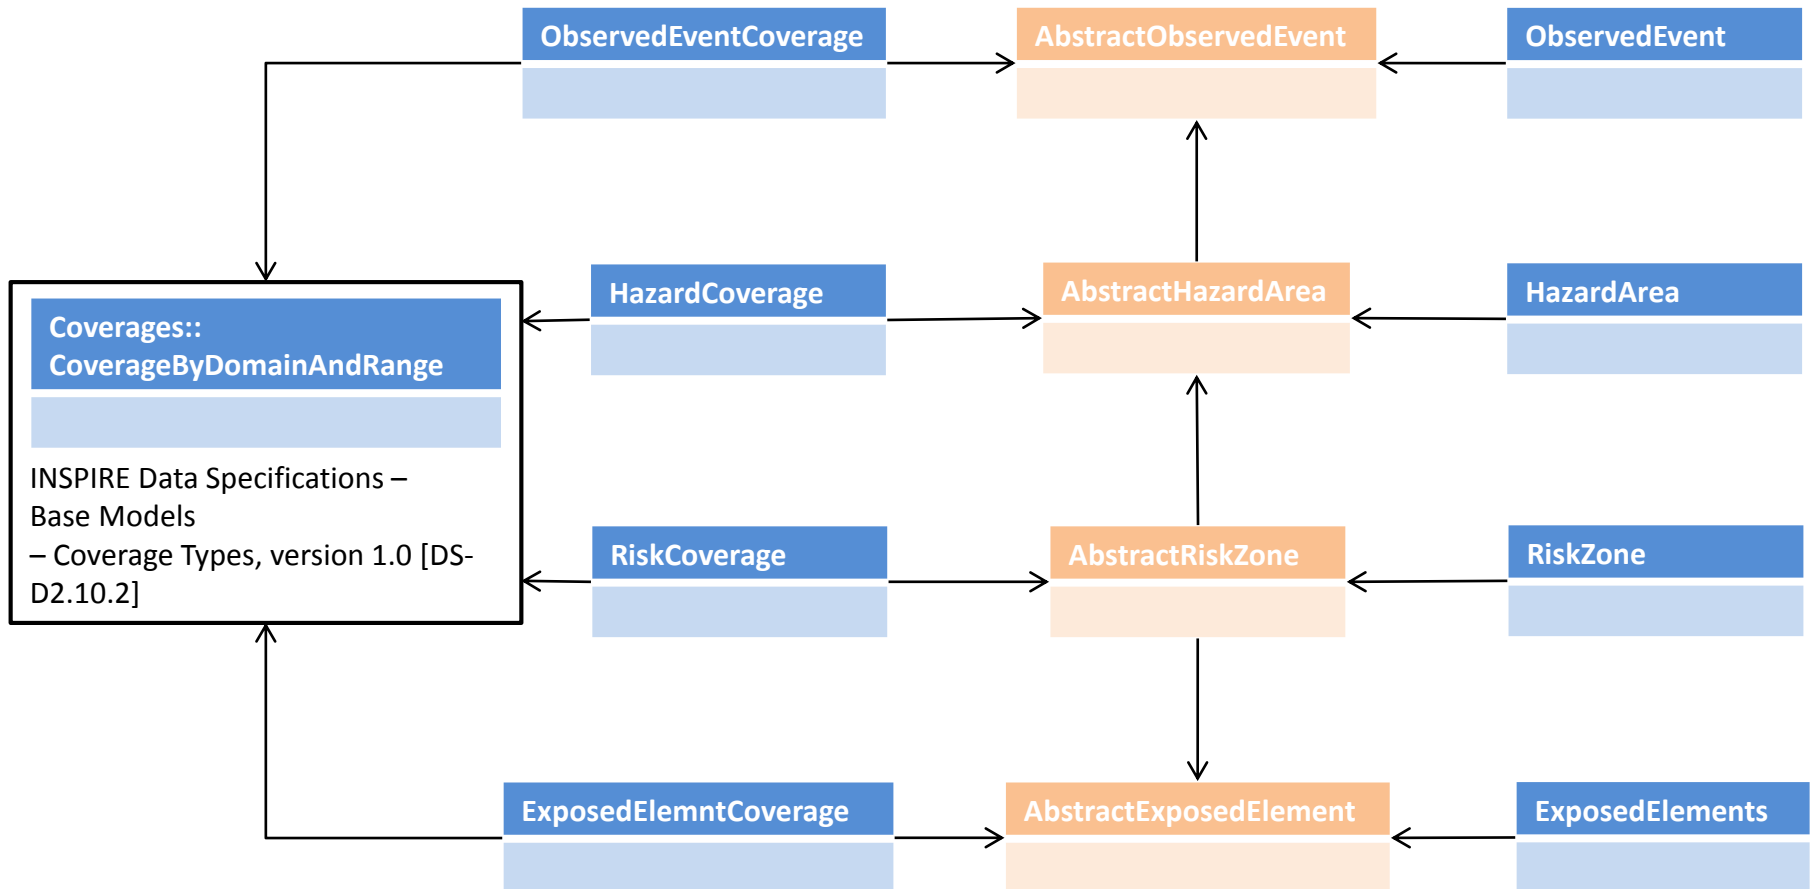 ObservedEventCoverage
AbstractObservedEvent
ObservedEvent
HazardCoverage
AbstractHazardArea
HazardArea
Coverages::
CoverageByDomainAndRange
INSPIRE Data Specifications –
Base Models
– Coverage Types, version 1.0 [DS-
D2.10.2]
RiskCoverage
AbstractRiskZone
RiskZone
ExposedElemntCoverage
AbstractExposedElement
ExposedElements